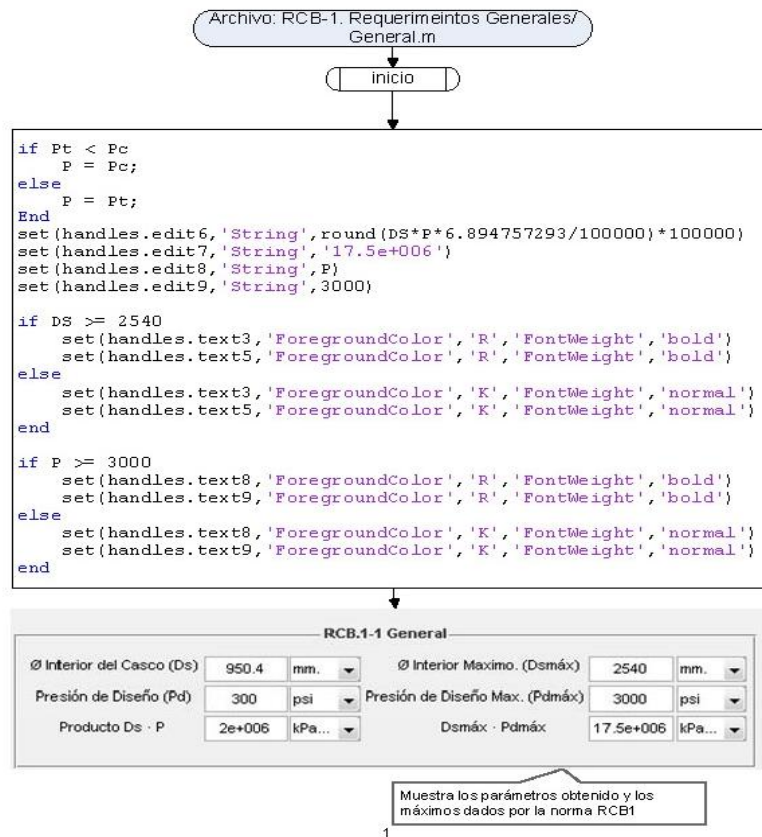 Archivo: RCB-1. Requerimeintos Generales/
General.m
inicio
if Pt < Pc
P = Pc;
else
P = Pt;
End
set(handles.edit6,'String',round(DS*P*6.894757293/100000)*100000)
set(handles.edit7,'String','17.5e+006')
set(handles.edit8,'String',P)
set(handles.edit9,'String',3000)
if DS >= 2540
set(handles.text3,'ForegroundColor','R','FontWeight','bold')
set(handles.text5,'ForegroundColor','R','FontWeight','bold')
else
set(handles.text3,'ForegroundColor','K','FontWeight','normal')
set(handles.text5,'ForegroundColor','K','FontWeight','normal')
end
if P >= 3000
set(handles.text8,'ForegroundColor','R','FontWeight','bold')
set(handles.text9,'ForegroundColor','R','FontWeight','bold')
else
set(handles.text8,'ForegroundColor','K','FontWeight','normal')
set(handles.text9,'ForegroundColor','K','FontWeight','normal')
end
RCB.1-1 General
Ø Interior del Casco (Ds) 950.4 mm. Ø Interior Maximo. (Dsmáx) 2540 mm.
Presión de Diseño (Pd) 300 psi Presión de Diseño Max. (Pdmáx) 3000 psi
Producto Ds · P 2e+006 kPa... Dsmáx · Pdmáx 17.5e+006 kPa...
Muestra los parámetros obtenido y los
máximos dados por la norma RCB1
1